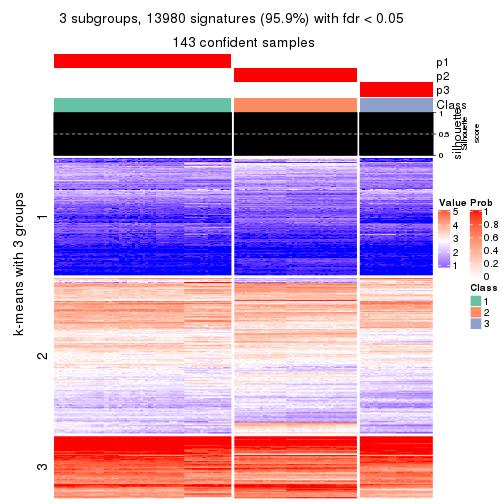 3 subgroups, 13980 signatures (95.9%) with fdr < 0.05
143 confident samples
p1
p2
p3
Class
1
0.5
0
silhouette
Silhouette
score
k-means with 3 groups
1
2
3
Value
5
4
3
2
1
Prob
1
0.8
0.6
0.4
0.2
0
Class
1
2
3